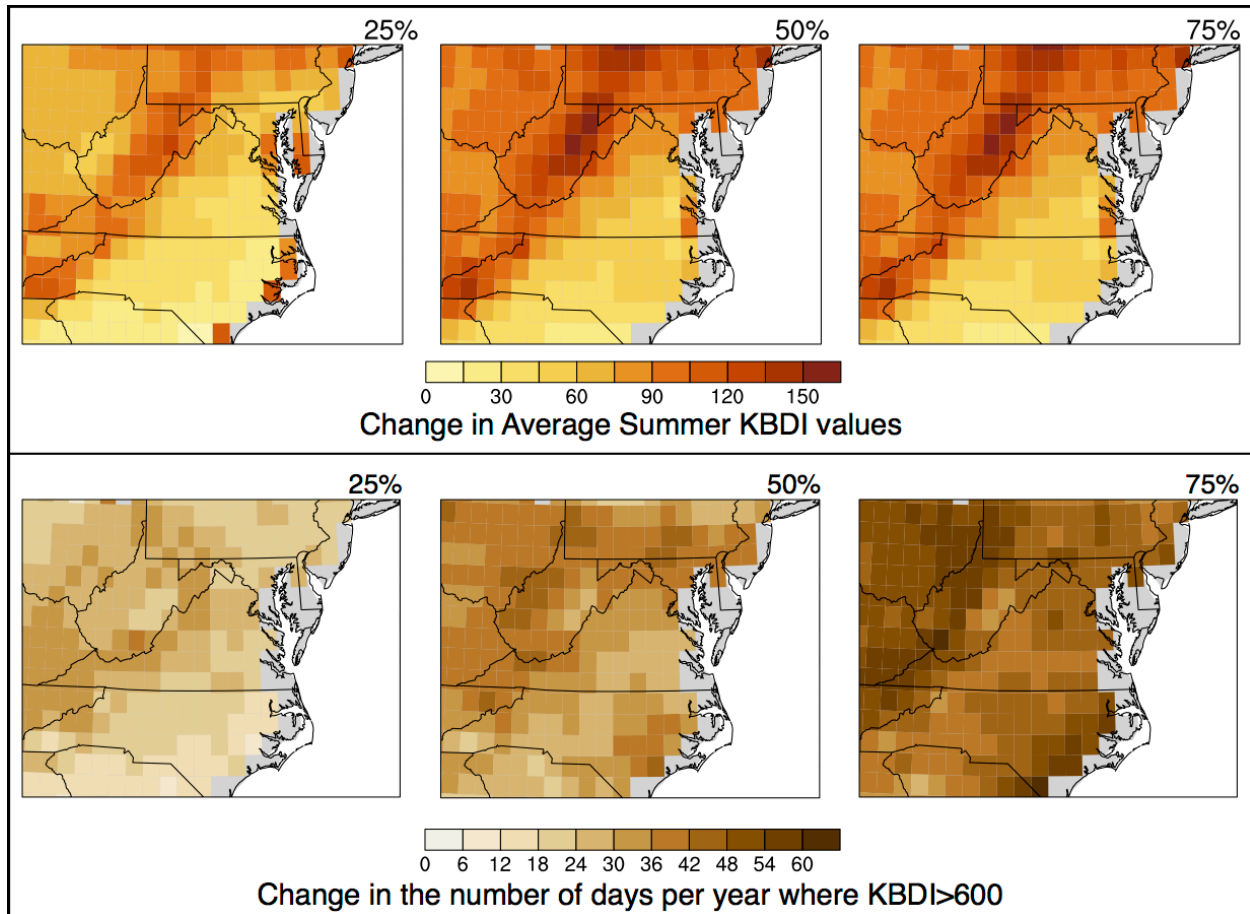 25% 50% 75%
0 30 60 90 120 150
Change in Average Summer KBDI values
25% 50% 75%
0 6 12 18 24 30 36 42 48 54 60
Change in the number of days per year where KBDI>600